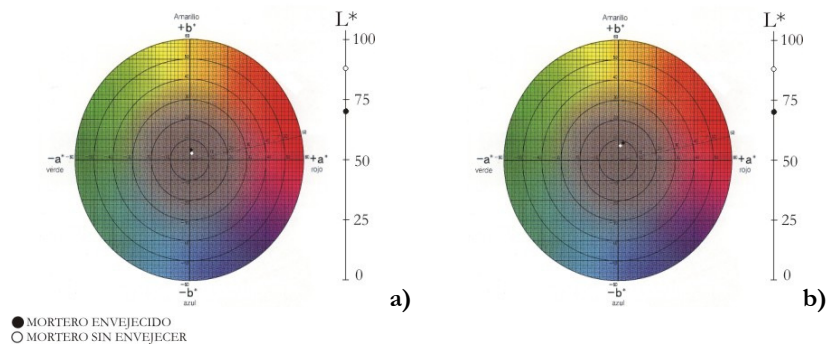 Amarillo
+b*
L*
100
75
50
25
0
−a*
verde
+a*
rojo
−b*
azul
a)
Amarillo
+b*
L*
100
75
50
25
0
−a*
verde
+a*
rojo
−b*
azul
b)
MORTERO ENVEJECIDO
MORTERO SIN ENVEJECER